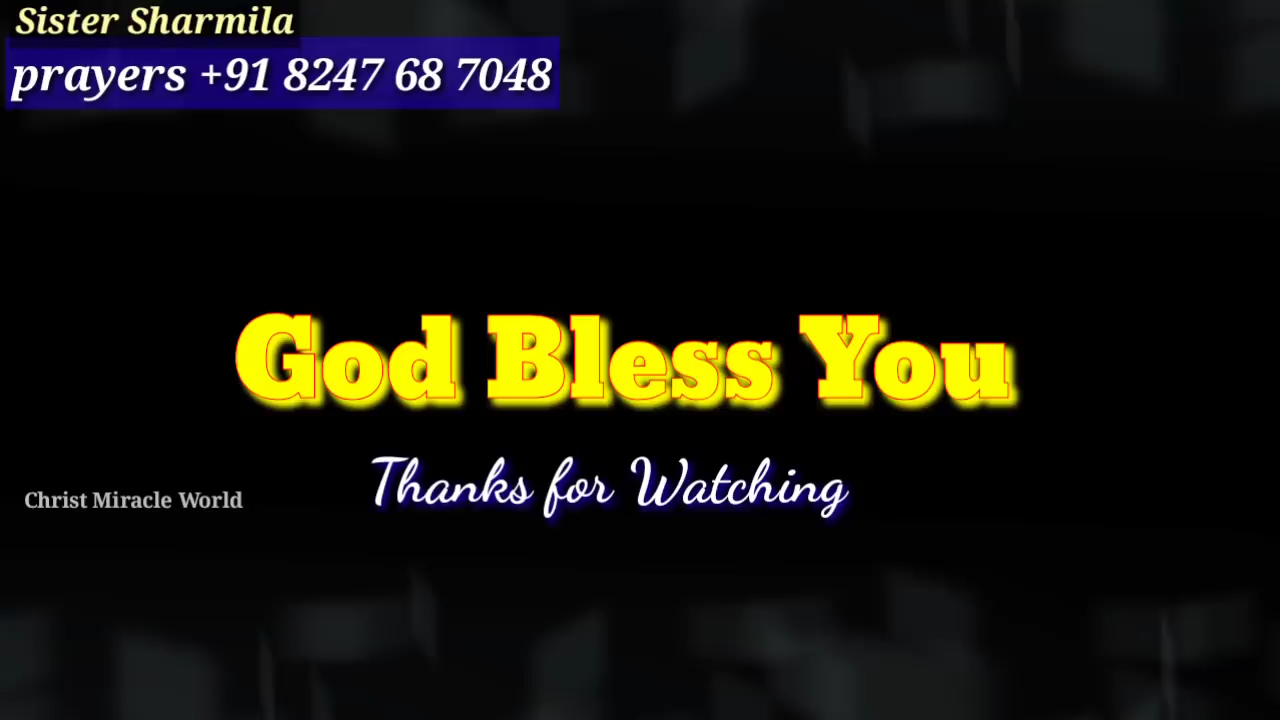 Sister Sharmila
prayers +91 8247 68 7048
God Bless You
Thanks for Watching
Christ Miracle World